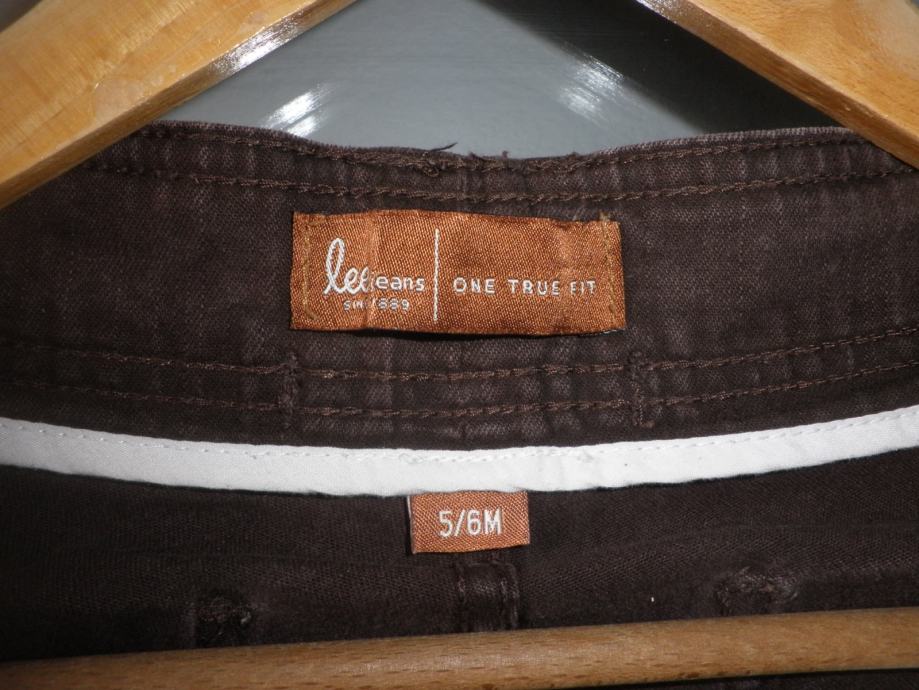 lee jeans
SINCE 1889
ONE TRUE FIT
5/6M